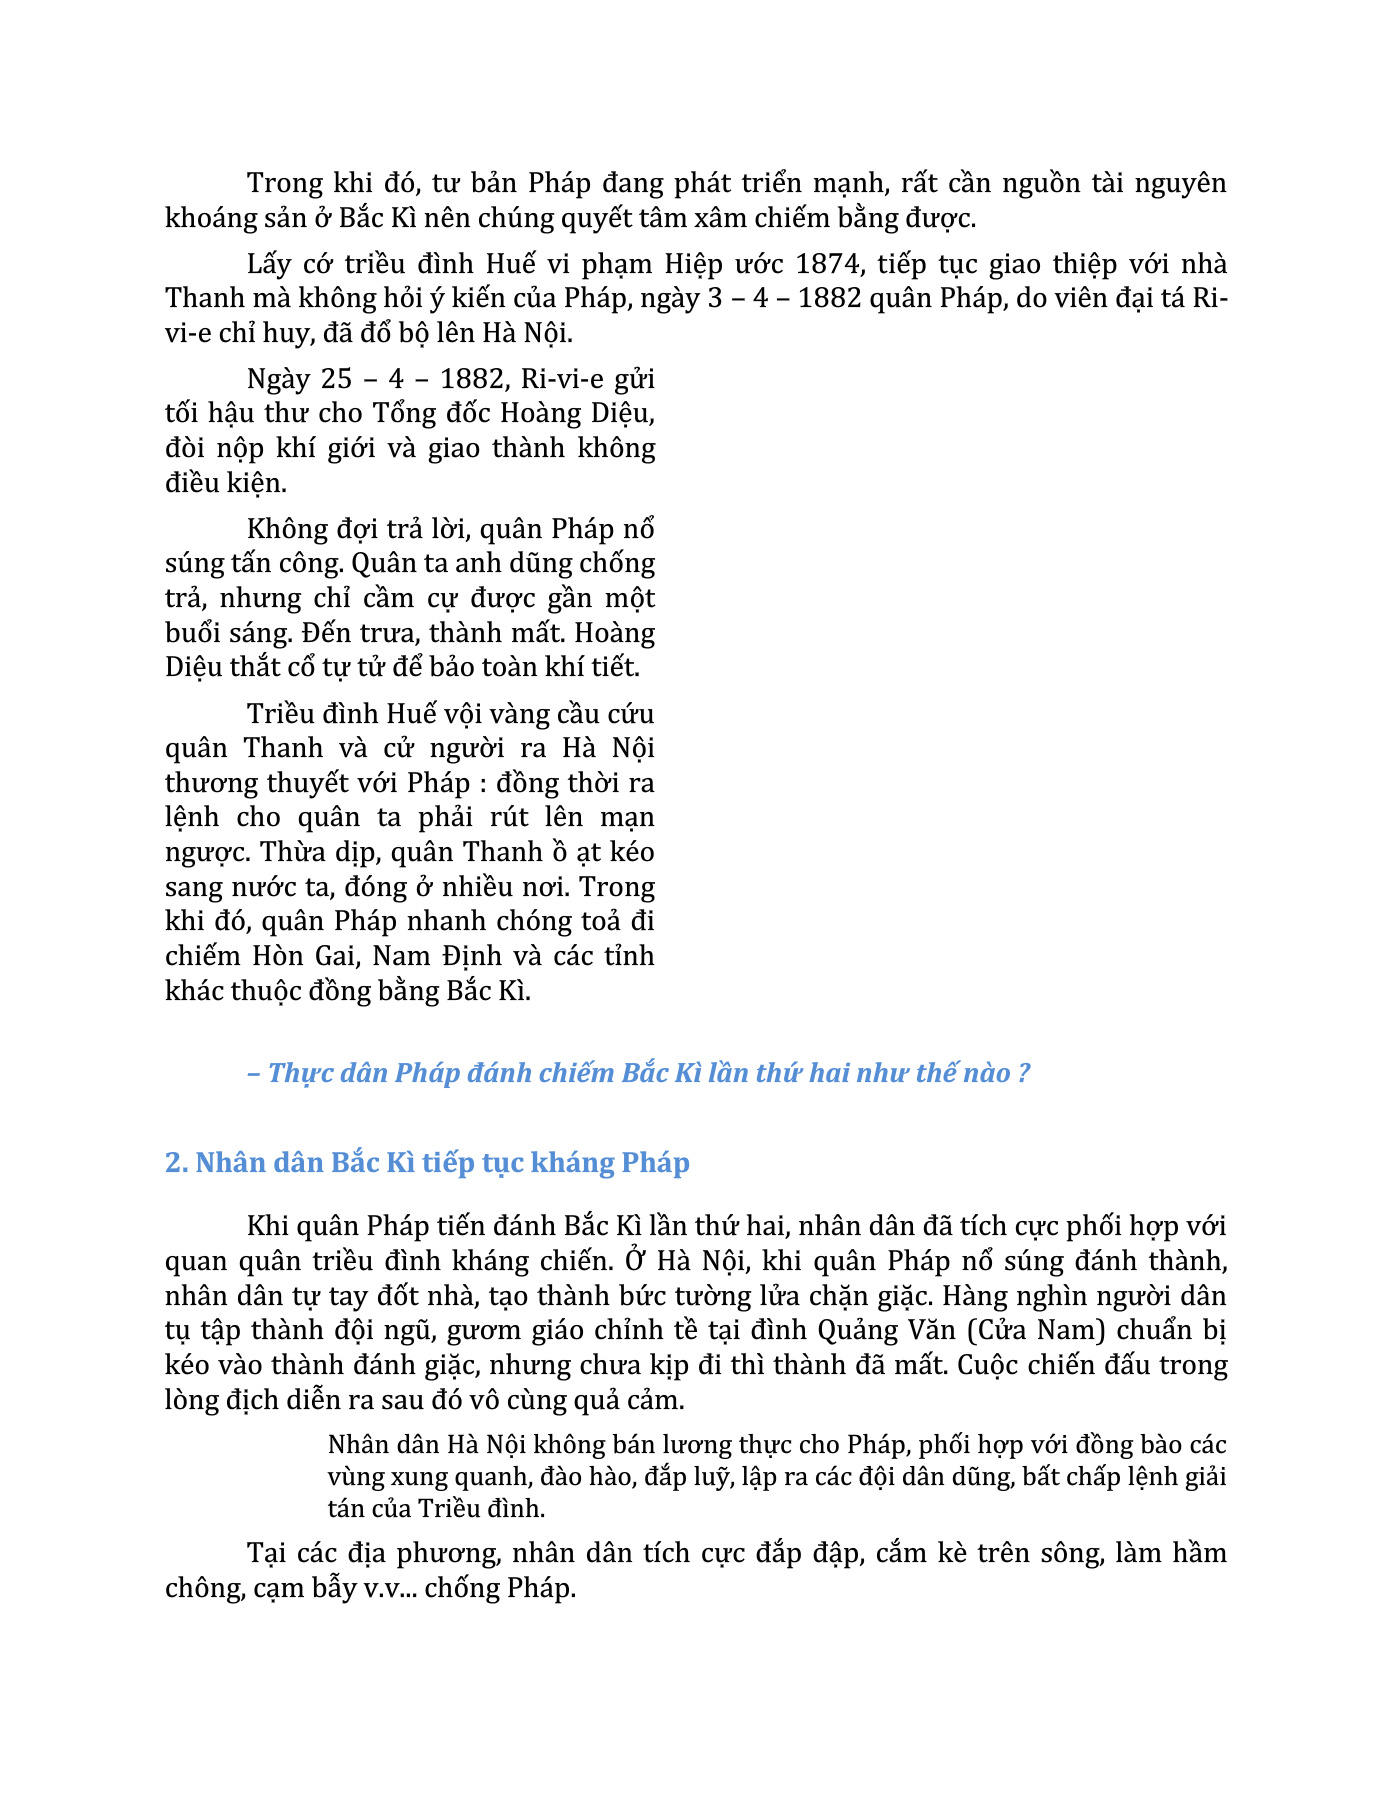 Trong khi đó, tư bản Pháp đang phát triển mạnh, rất cần nguồn tài nguyên
khoáng sản ở Bắc Kì nên chúng quyết tâm xâm chiếm bằng được.
Lấy cớ triều đình Huế vi phạm Hiệp ước 1874, tiếp tục giao thiệp với nhà
Thanh mà không hỏi ý kiến của Pháp, ngày 3 – 4 – 1882 quân Pháp, do viên đại tá Ri-
vi-e chỉ huy, đã đổ bộ lên Hà Nội.
Ngày 25 – 4 – 1882, Ri-vi-e gửi
tối hậu thư cho Tổng đốc Hoàng Diệu,
đòi nộp khí giới và giao thành không
điều kiện.
Không đợi trả lời, quân Pháp nổ
súng tấn công. Quân ta anh dũng chống
trả, nhưng chỉ cầm cự được gần một
buổi sáng. Đến trưa, thành mất. Hoàng
Diệu thắt cổ tự tử để bảo toàn khí tiết.
Triều đình Huế vội vàng cầu cứu
quân Thanh và cử người ra Hà Nội
thương thuyết với Pháp : đồng thời ra
lệnh cho quân ta phải rút lên mạn
ngược. Thừa dịp, quân Thanh ồ ạt kéo
sang nước ta, đóng ở nhiều nơi. Trong
khi đó, quân Pháp nhanh chóng toả đi
chiếm Hòn Gai, Nam Định và các tỉnh
khác thuộc đồng bằng Bắc Kì.
– Thực dân Pháp đánh chiếm Bắc Kì lần thứ hai như thế nào ?
2. Nhân dân Bắc Kì tiếp tục kháng Pháp
Khi quân Pháp tiến đánh Bắc Kì lần thứ hai, nhân dân đã tích cực phối hợp với
quan quân triều đình kháng chiến. Ở Hà Nội, khi quân Pháp nổ súng đánh thành,
nhân dân tự tay đốt nhà, tạo thành bức tường lửa chặn giặc. Hàng nghìn người dân
tụ tập thành đội ngũ, gươm giáo chỉnh tề tại đình Quảng Văn (Cửa Nam) chuẩn bị
kéo vào thành đánh giặc, nhưng chưa kịp đi thì thành đã mất. Cuộc chiến đấu trong
lòng địch diễn ra sau đó vô cùng quả cảm.
Nhân dân Hà Nội không bán lương thực cho Pháp, phối hợp với đồng bào các
vùng xung quanh, đào hào, đắp luỹ, lập ra các đội dân dũng, bất chấp lệnh giải
tán của Triều đình.
Tại các địa phương, nhân dân tích cực đắp đập, cắm kè trên sông, làm hầm
chông, cạm bẫy v.v... chống Pháp.